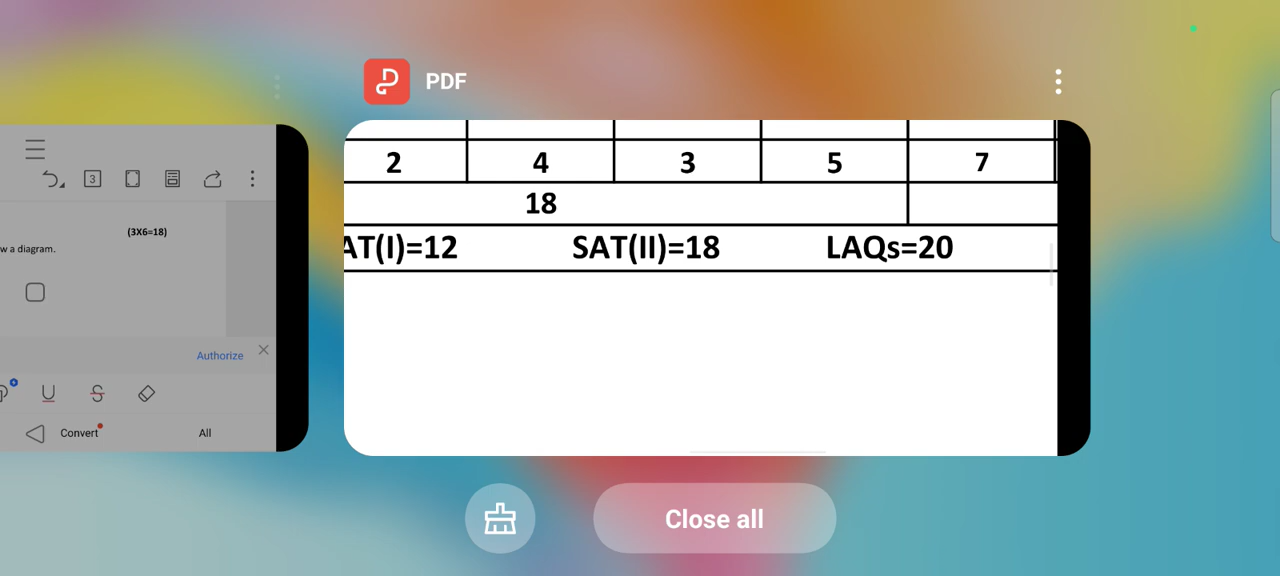 PDF
2 4 3 5 7
18
AT(I)=12 SAT(II)=18 LAQs=20
3
(3X6=18)
w a diagram.
Authorize
U S
Convert All
Close all